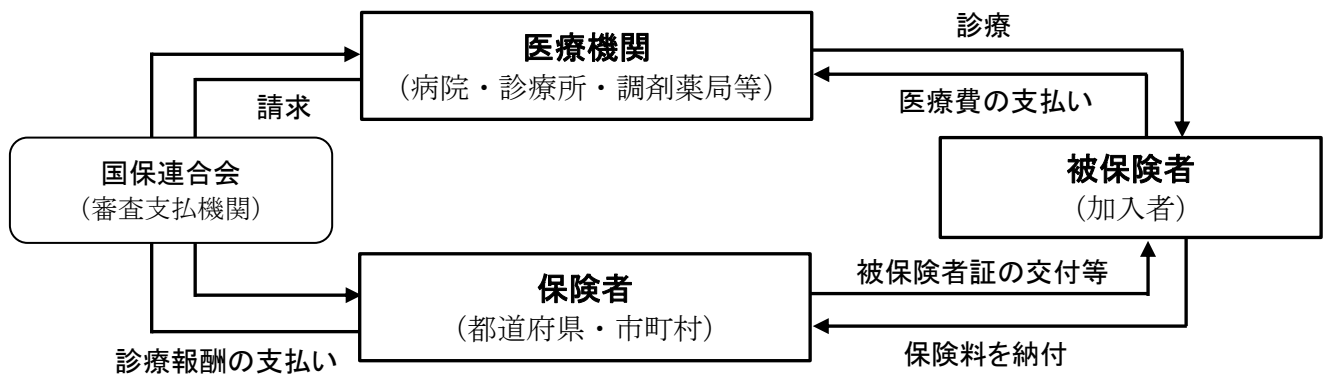 診療
医療機関
（病院・診療所・調剤薬局等）
請求
医療費の支払い
国保連合会
（審査支払機関）
被保険者
（加入者）
保険者
（都道府県・市町村）
被保険者証の交付等
診療報酬の支払い
保険料を納付